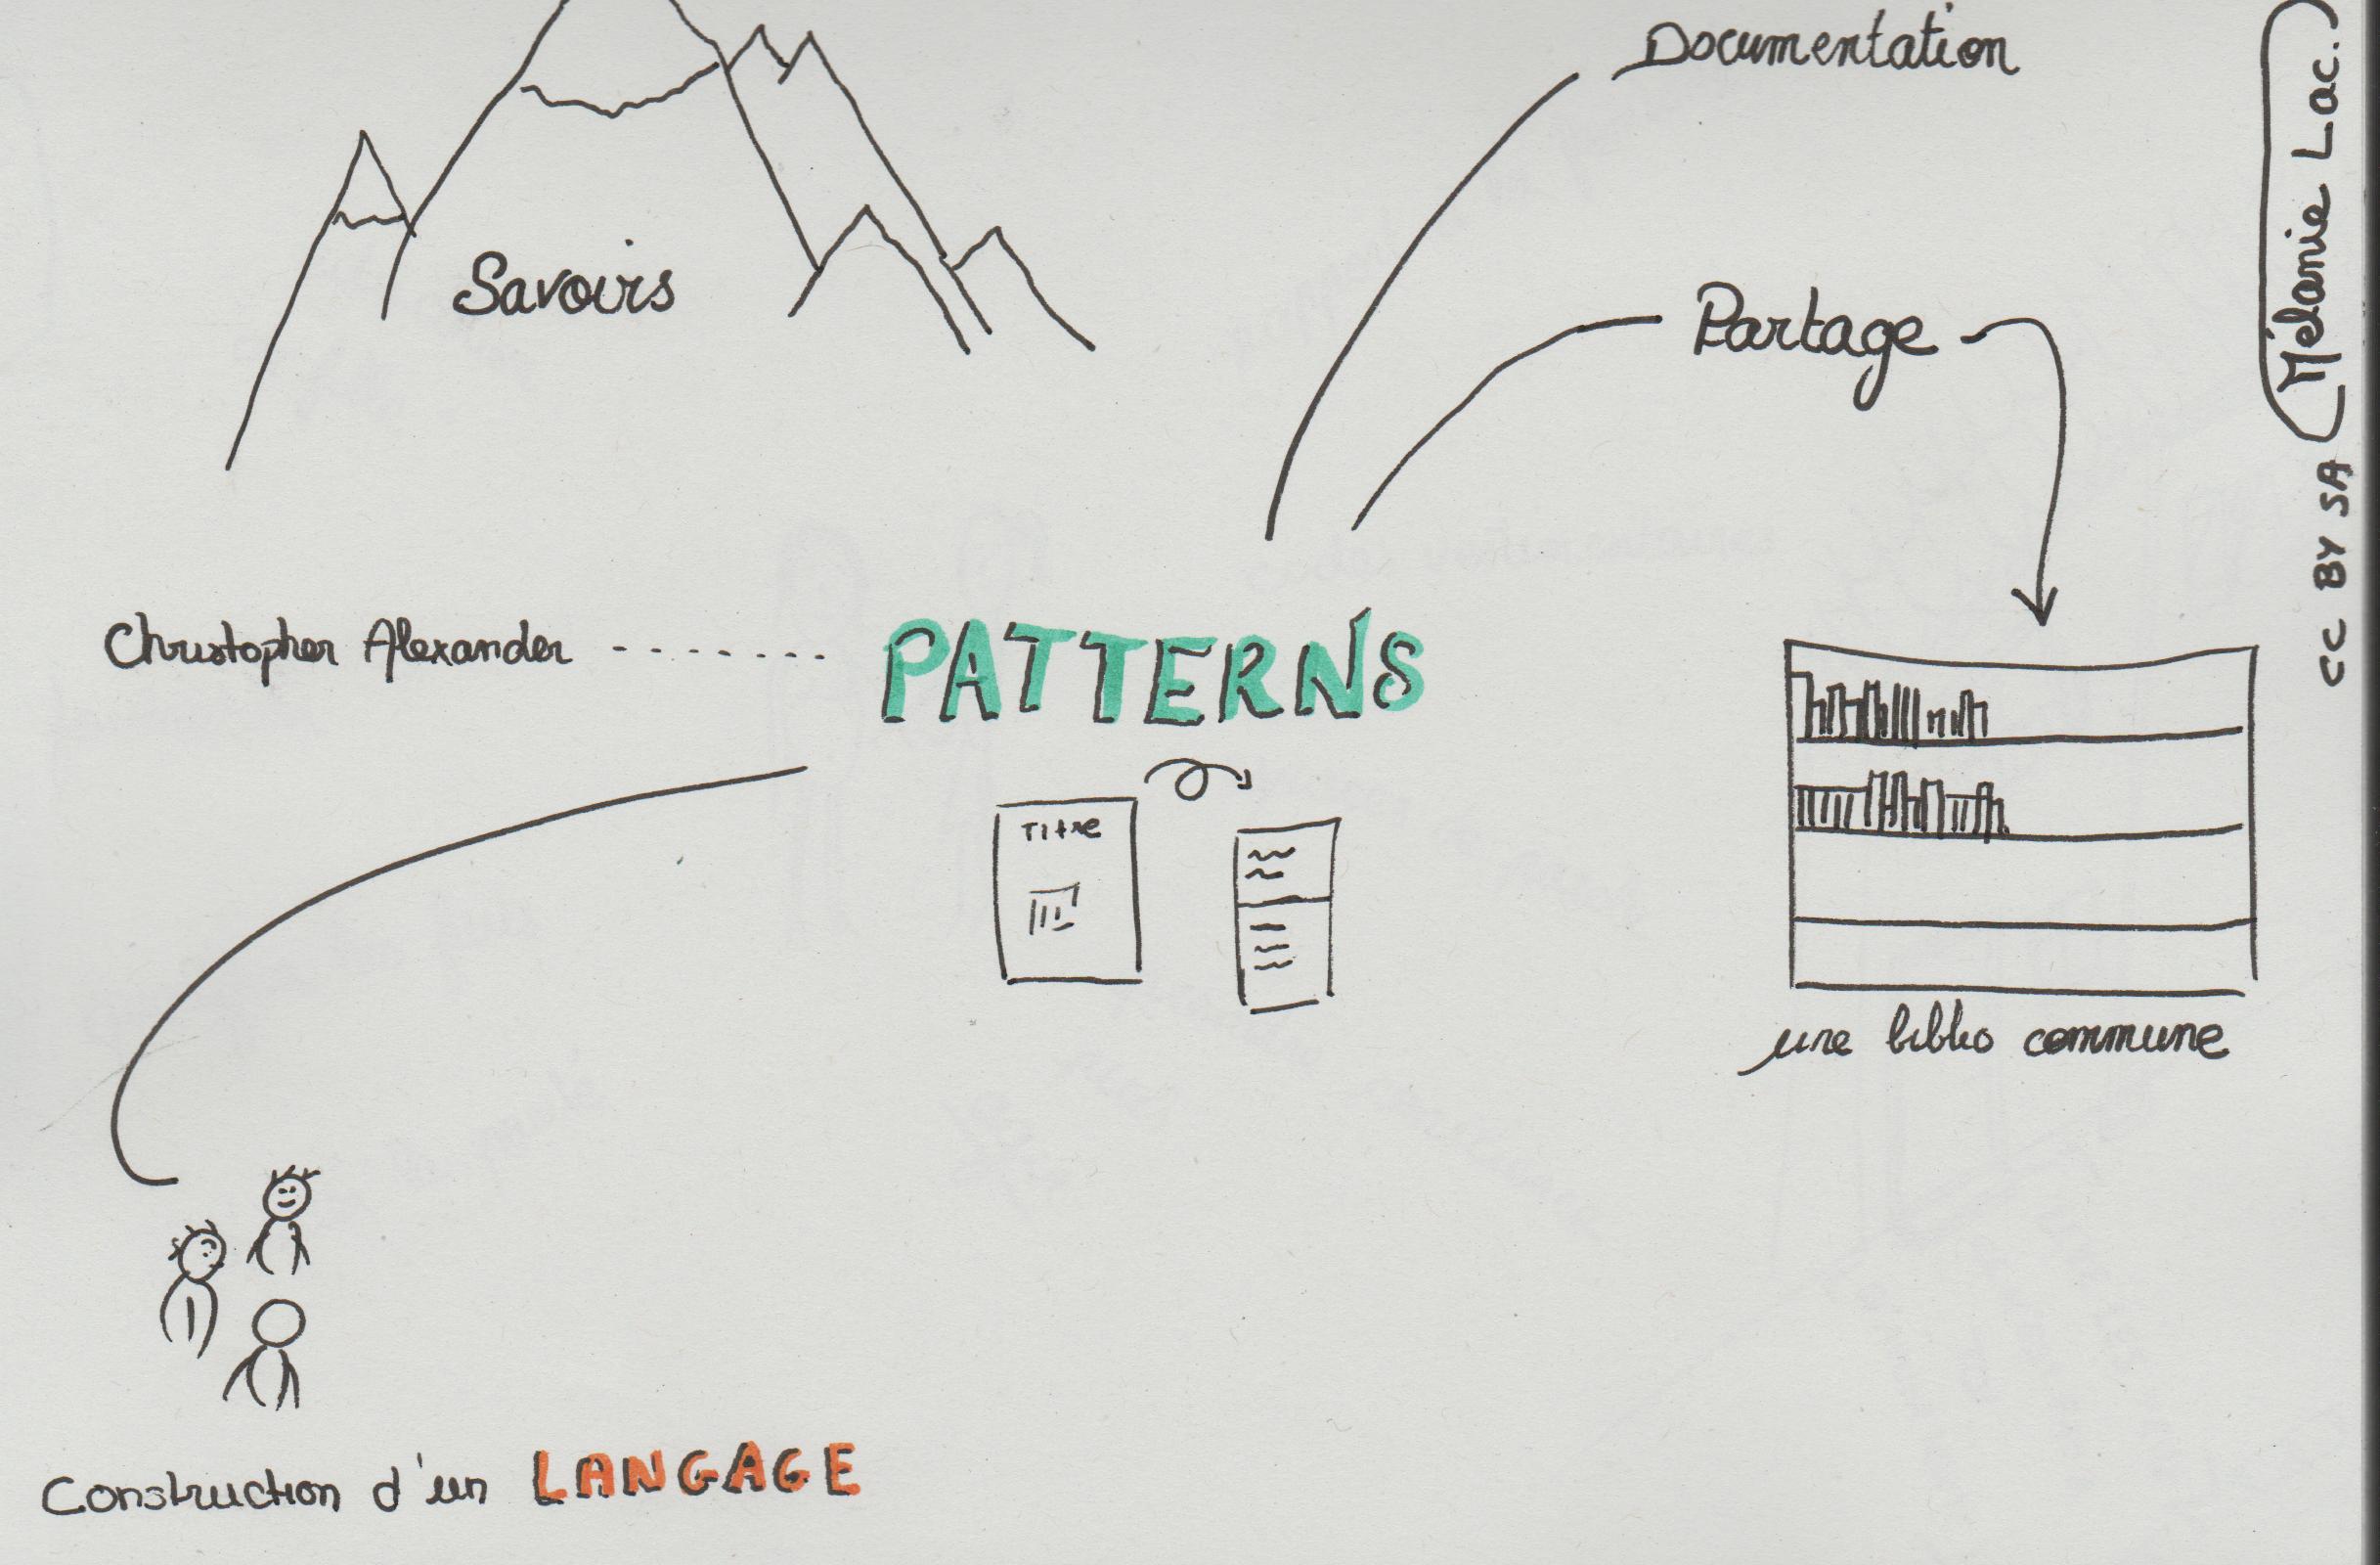 Documentation
Savoirs
Partage
Mélanie Lac.
CC BY SA
Christopher Alexander
PATTERNS
Titre
une biblio commune
Construction d'un LANGAGE